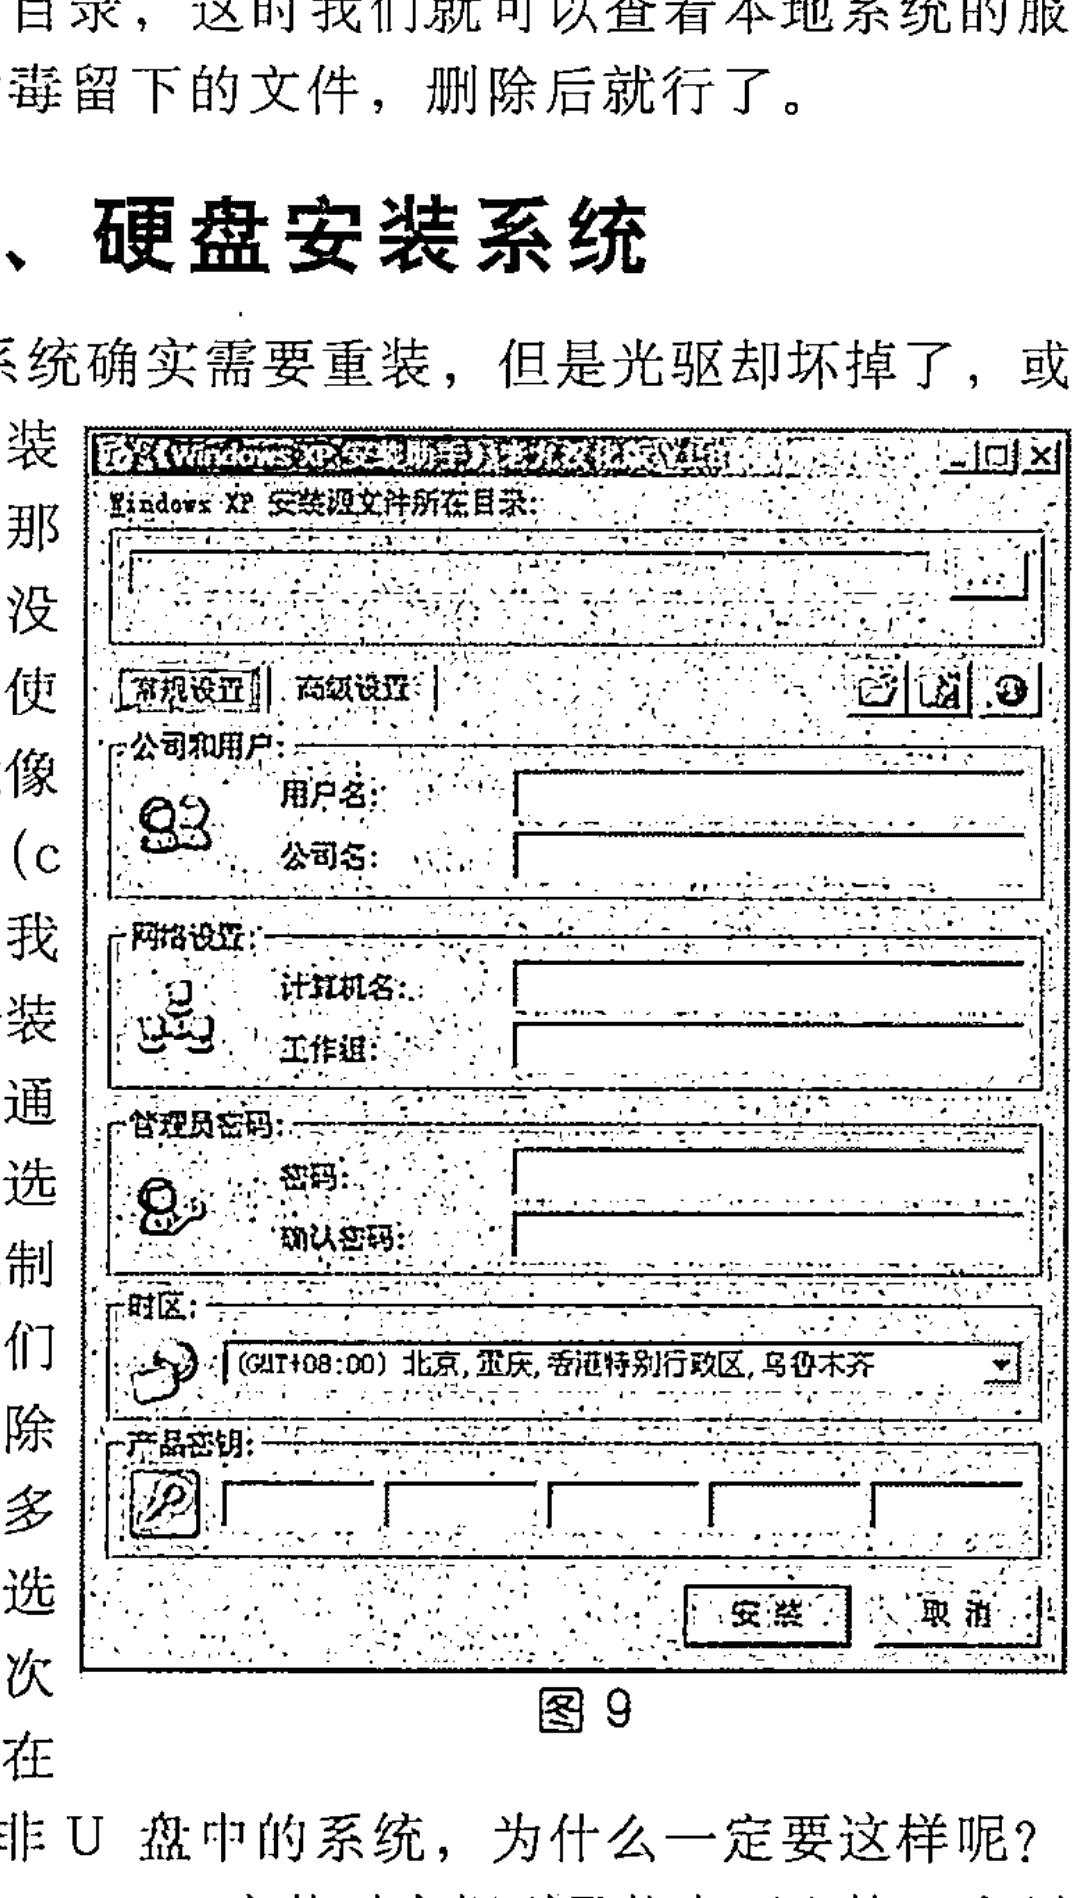 目录，这时我们就可以查看本地系统的服
毒留下的文件，删除后就行了。
、硬盘安装系统
系统确实需要重装，但是光驱却坏掉了，或
装
那
没
使
像
(c
我
装
通
选
制
们
除
多
选
次
在
Windows XP 安装助手
Windows XP 安装源文件所在目录:
...
常规设置 高级设置
公司和用户:
用户名:
公司名:
网络设置:
计算机名:
工作组:
管理员密码:
密码:
确认密码:
时区:
(GMT+08:00) 北京,重庆,香港特别行政区,乌鲁木齐
产品密钥:
安装 取消
图 9
非 U 盘中的系统，为什么一定要这样呢?